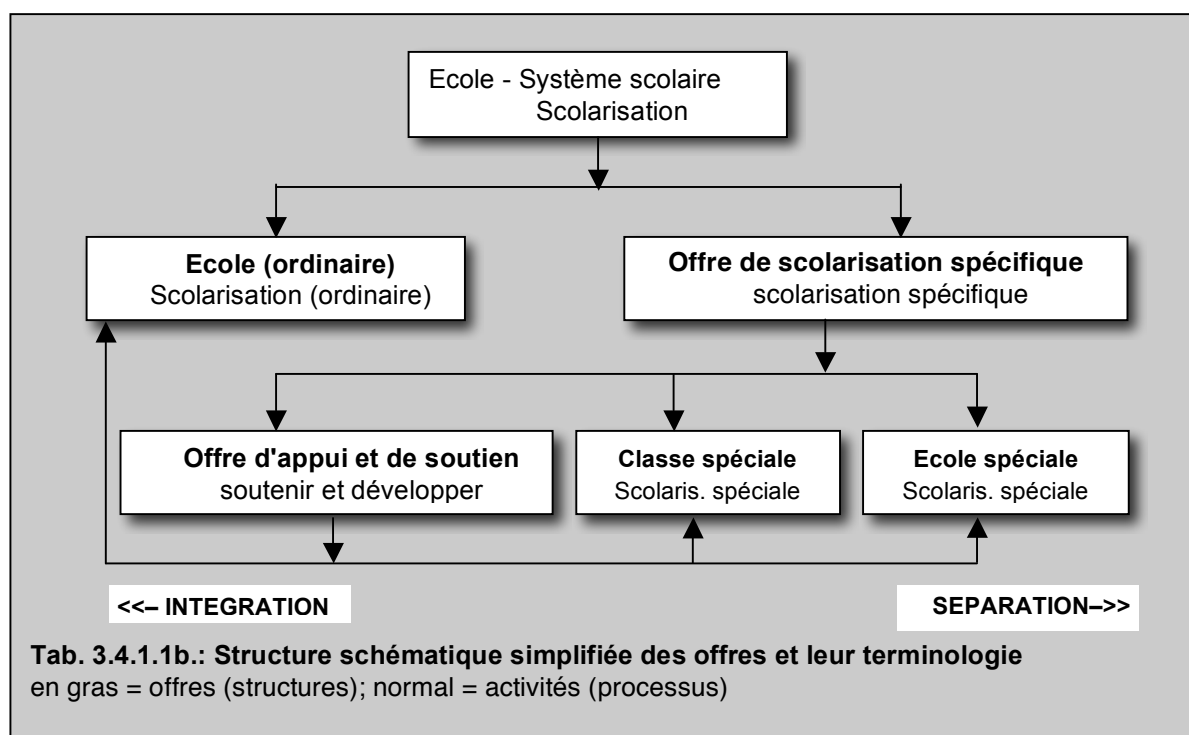 Ecole - Système scolaire
Scolarisation
Ecole (ordinaire)
Scolarisation (ordinaire)
Offre de scolarisation spécifique
scolarisation spécifique
Offre d'appui et de soutien
soutenir et développer
Classe spéciale
Scolaris. spéciale
Ecole spéciale
Scolaris. spéciale
<<– INTEGRATION
SEPARATION–>>
Tab. 3.4.1.1b.: Structure schématique simplifiée des offres et leur terminologie
en gras = offres (structures); normal = activités (processus)